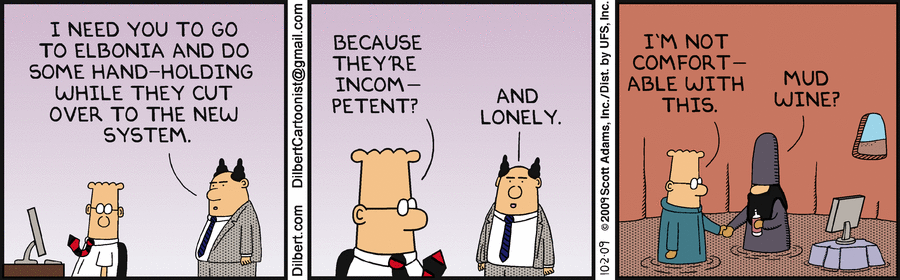 I NEED YOU TO GO
TO ELBONIA AND DO
SOME HAND-HOLDING
WHILE THEY CUT
OVER TO THE NEW
SYSTEM.
Dilbert.com DilbertCartoonist@gmail.com
BECAUSE
THEY'RE
INCOM-
PETENT?
AND
LONELY.
10-2-09 ©2009 Scott Adams, Inc./Dist. by UFS, Inc.
I'M NOT
COMFORT-
ABLE WITH
THIS.
MUD
WINE?